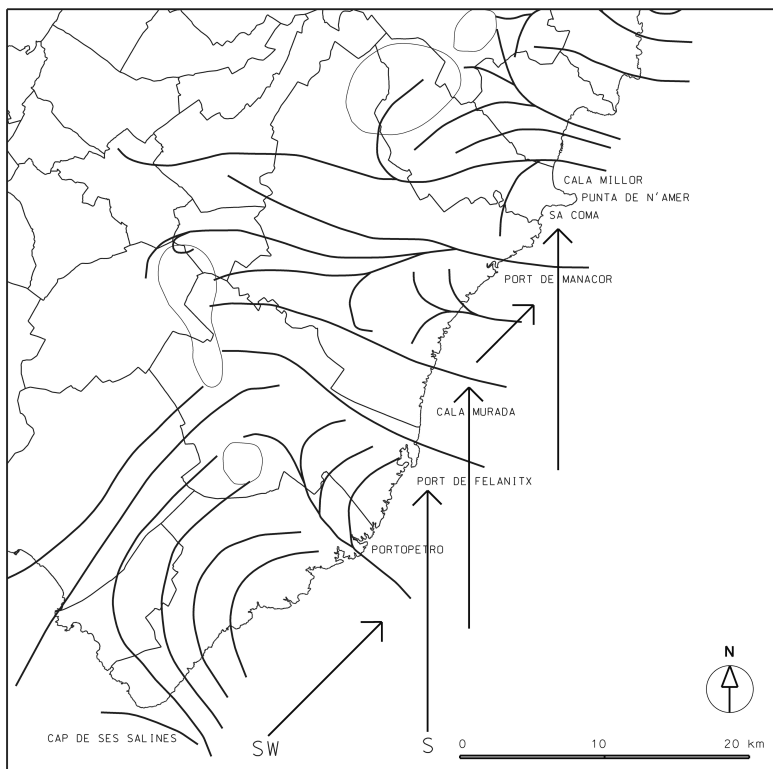 CALA MILLOR
PUNTA DE N'AMER
SA COMA
PORT DE MANACOR
CALA MURADA
PORT DE FELANITX
PORTOPETRO
N
CAP DE SES SALINES
SW
S
0 10 20 km